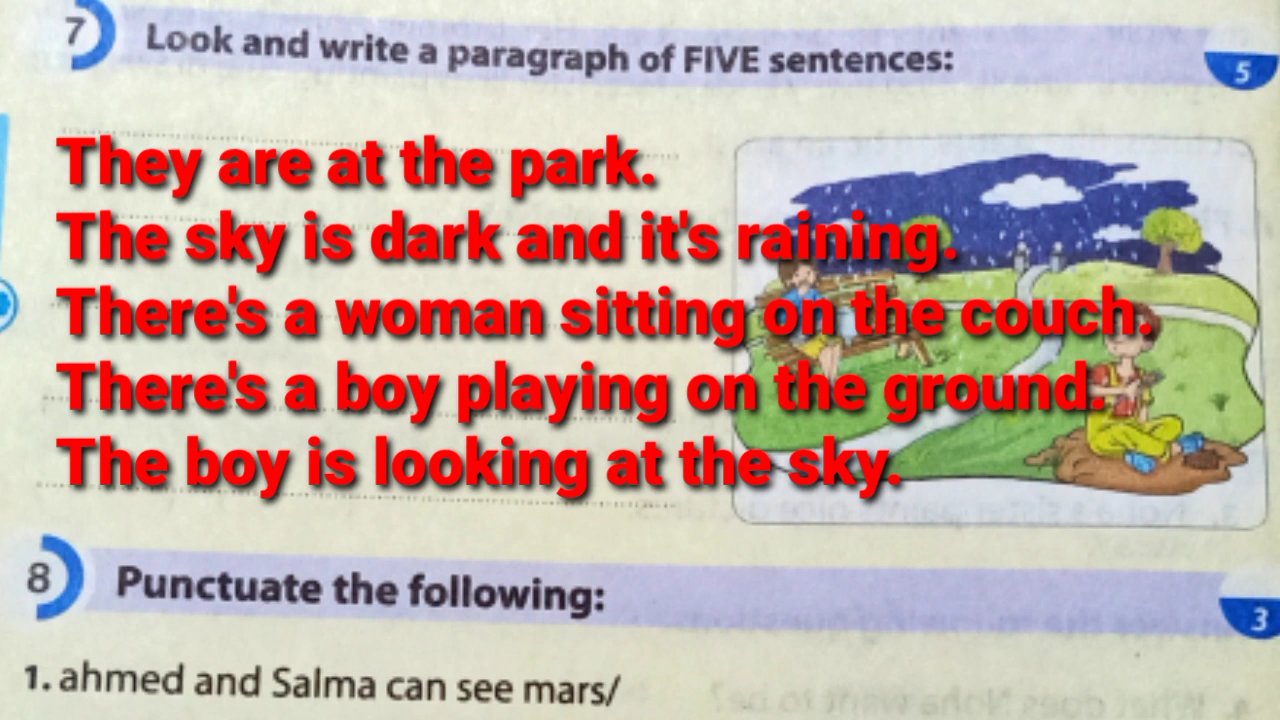 7 Look and write a paragraph of FIVE sentences: 5
They are at the park.
The sky is dark and it's raining.
There's a woman sitting on the couch.
There's a boy playing on the ground.
The boy is looking at the sky.
8 Punctuate the following: 3
1. ahmed and Salma can see mars/